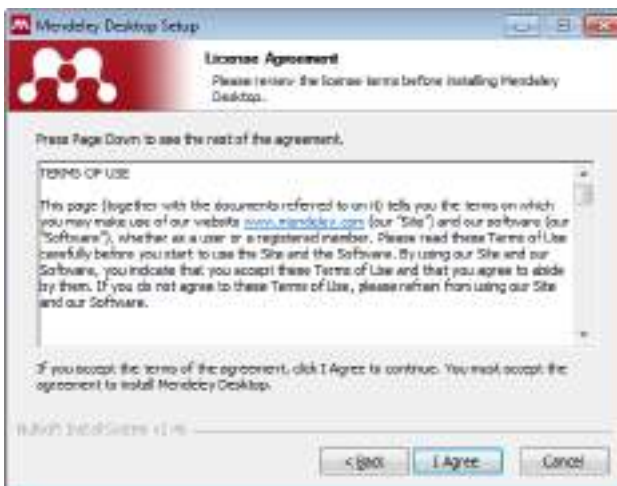 Mendeley Desktop Setup
License Agreement
Please review the license terms before installing Mendeley
Desktop.
Press Page Down to see the rest of the agreement.
TERMS OF USE
This page (together with the documents referred to on it) tells you the terms on which
you may make use of our website www.mendeley.com (our "Site") and our software (our
"Software"), whether as a user or a registered member. Please read these Terms of Use
carefully before you start to use the Site and the Software. By using our Site and our
Software, you indicate that you accept these Terms of Use and that you agree to abide
by them. If you do not agree to these Terms of Use, please refrain from using our Site
and our Software.
If you accept the terms of the agreement, click I Agree to continue. You must accept the
agreement to install Mendeley Desktop.
Nullsoft Install System
< Back
I Agree
Cancel